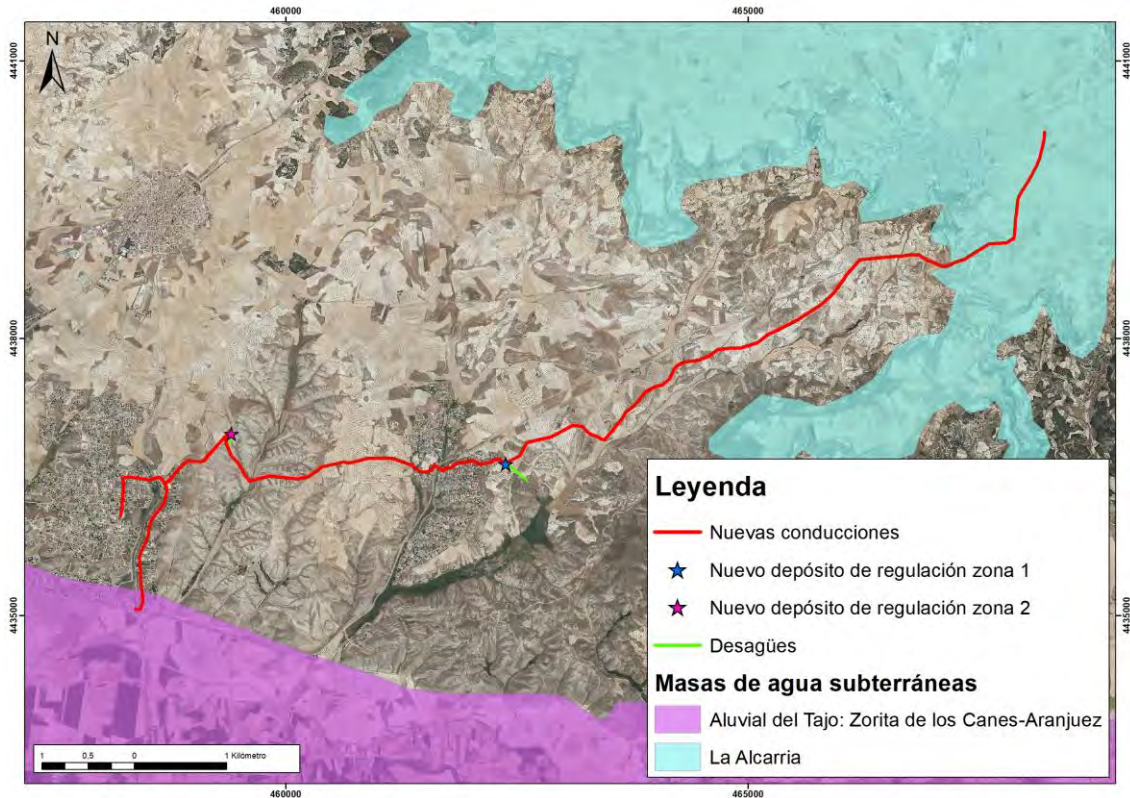 460000
465000
4441000
4441000
N
4438000
4438000
4435000
4435000
Leyenda
Nuevas conducciones
Nuevo depósito de regulación zona 1
Nuevo depósito de regulación zona 2
Desagües
Masas de agua subterráneas
Aluvial del Tajo: Zorita de los Canes-Aranjuez
La Alcarria
1 0.5 0 1 Kilómetro
460000
465000